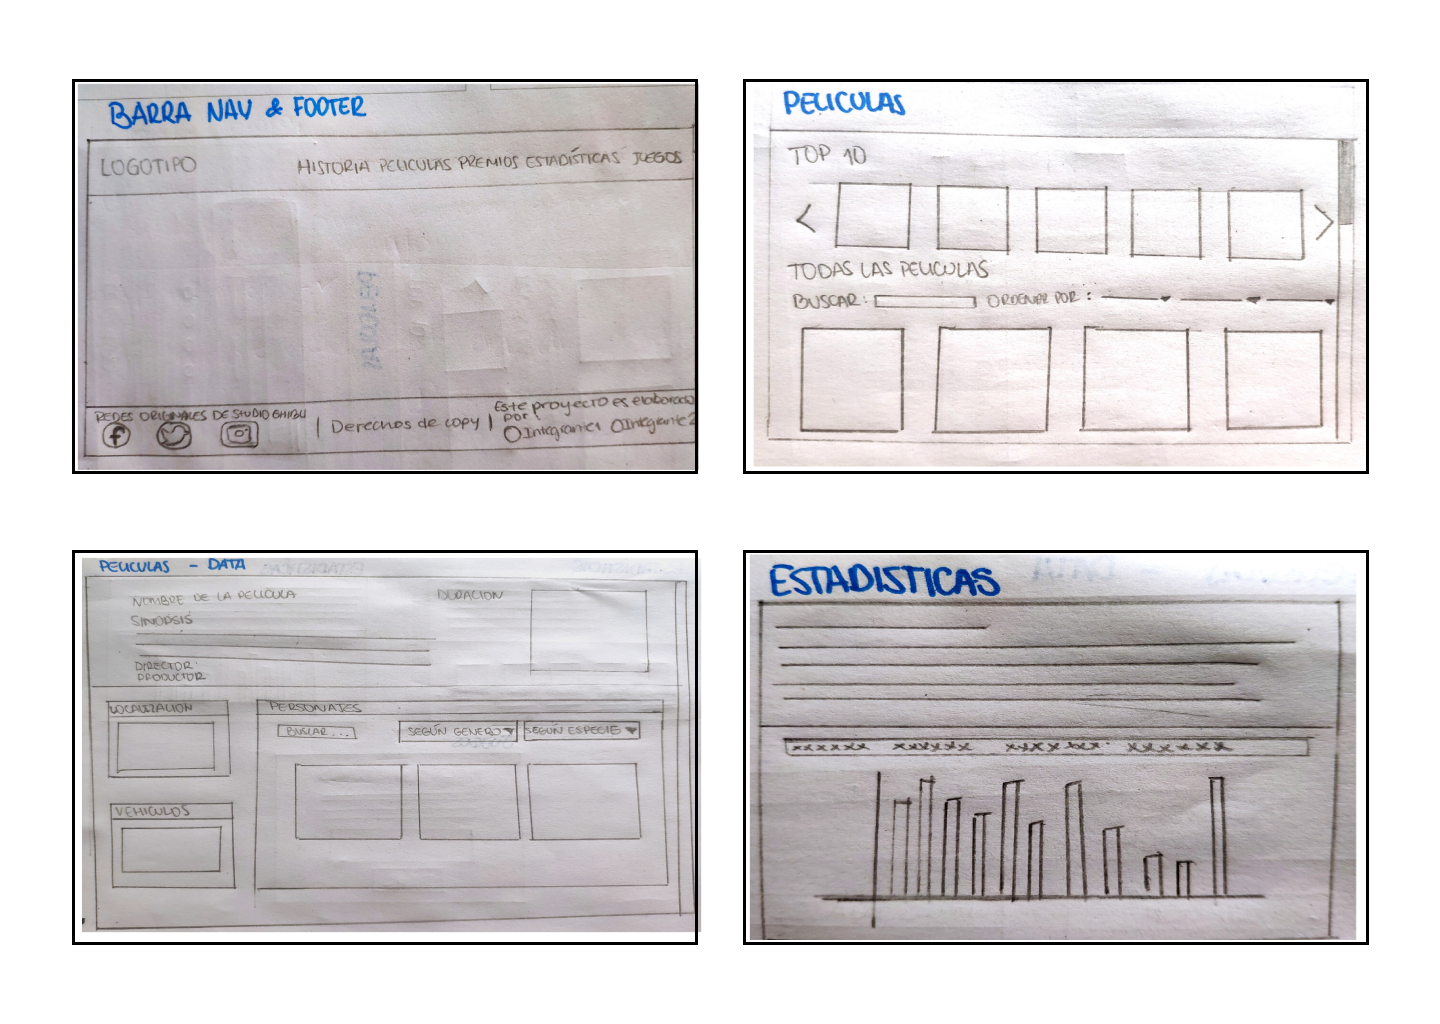 BARRA NAV & FOOTER
LOGOTIPO
HISTORIA PELICULAS PREMIOS ESTADÍSTICAS JUEGOS
REDES ORIGINALES DE STUDIO GHIBLI
| Derechos de copy |
Este proyecto es elaborado
por
Integrante1 Integrante2
PELICULAS
TOP 10
< >
TODAS LAS PELICULAS
BUSCAR: ORDENAR POR:
PELICULAS - DATA
NOMBRE DE LA PELICULA
DURACION
SINOPSIS
DIRECTOR:
PRODUCTOR
LOCALIZACION
PERSONAJES
BUSCAR... SEGÚN GENERO SEGÚN ESPECIE
VEHICULOS
ESTADISTICAS
xxxxxx xxxxxx xxxx xxx. xxxxxxx